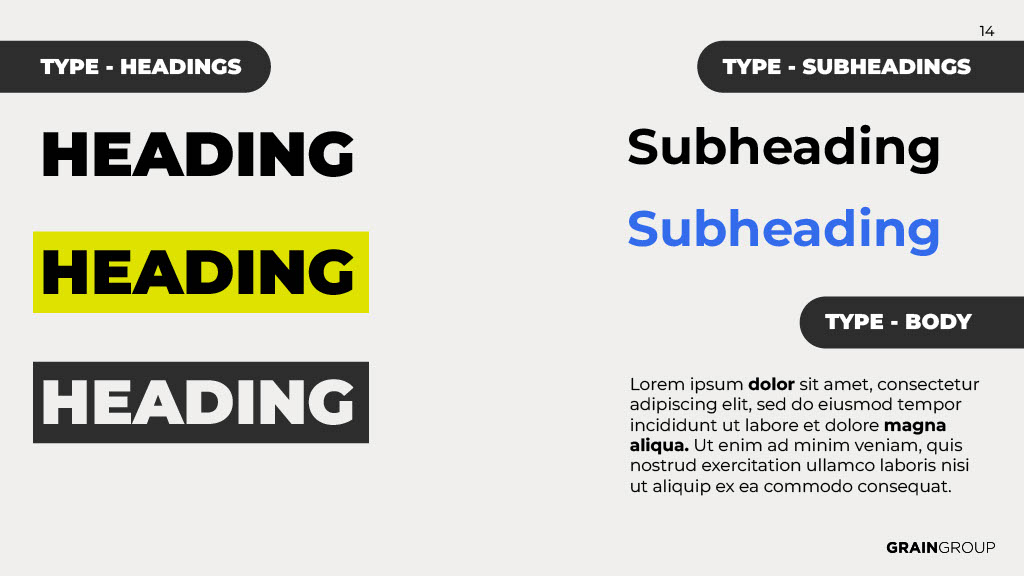 14
TYPE - HEADINGS
HEADING
HEADING
HEADING
TYPE - SUBHEADINGS
Subheading
Subheading
TYPE - BODY
Lorem ipsum dolor sit amet, consectetur
adipiscing elit, sed do eiusmod tempor
incididunt ut labore et dolore magna
aliqua. Ut enim ad minim veniam, quis
nostrud exercitation ullamco laboris nisi
ut aliquip ex ea commodo consequat.
GRAINGROUP